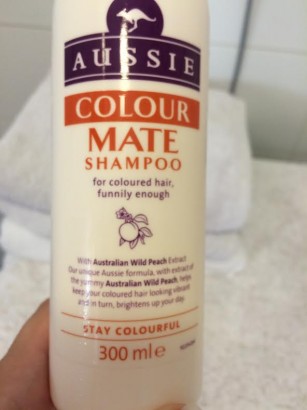 AUSSIE
COLOUR
MATE
SHAMPOO
for coloured hair,
funnily enough
With Australian Wild Peach Extract
Our unique Aussie formula, with extract of
the yummy Australian Wild Peach, helps
keep your coloured hair looking vibrant
and in turn, brightens up your day.
STAY COLOURFUL
300 ml e